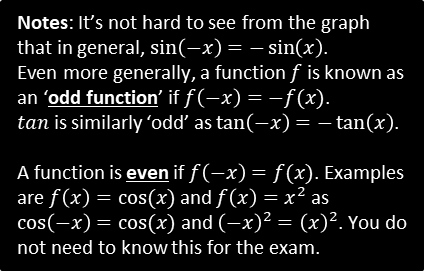 Notes: It’s not hard to see from the graph
that in general, sin(−x) = − sin(x).
Even more generally, a function f is known as
an ‘odd function’ if f(−x) = −f(x).
tan is similarly ‘odd’ as tan(−x) = − tan(x).
A function is even if f(−x) = f(x). Examples
are f(x) = cos(x) and f(x) = x² as
cos(−x) = cos(x) and (−x)² = (x)². You do
not need to know this for the exam.